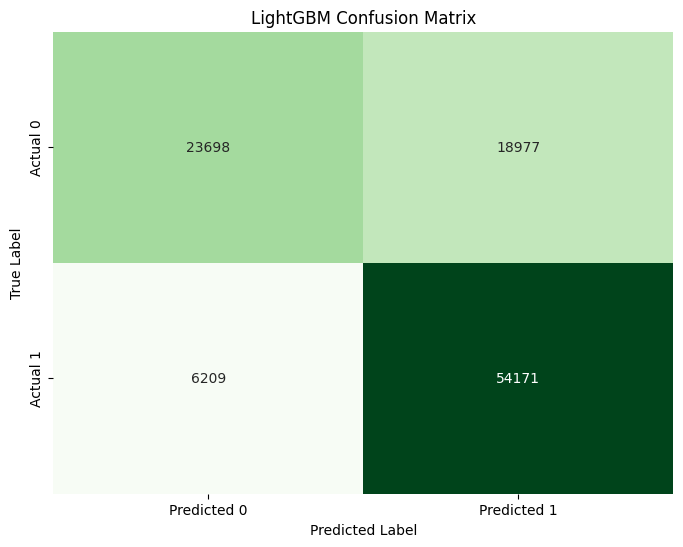 LightGBM Confusion Matrix
True Label
Actual 0
23698 18977
Actual 1
6209 54171
Predicted 0 Predicted 1
Predicted Label